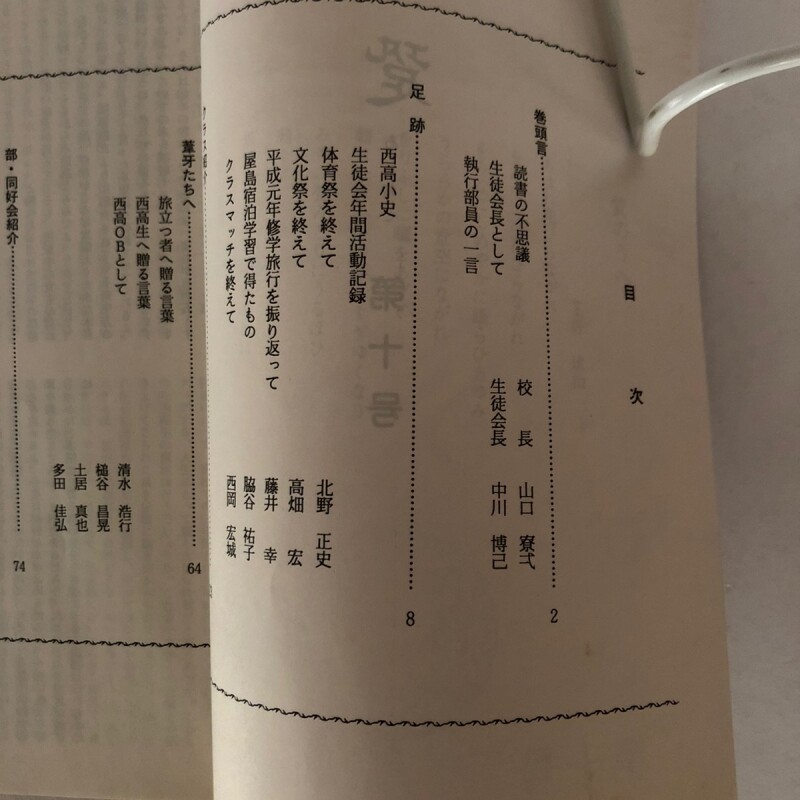 目次
巻頭言…………2
読書の不思議　校長　山口　寮弍
生徒会長として　生徒会長　中川　博己
執行部員の一言
足跡…………8
西高小史
生徒会年間活動記録
体育祭を終えて　北野　正史
文化祭を終えて　高畑　宏
平成元年修学旅行を振り返って　藤井　幸
屋島宿泊学習で得たもの　脇谷　祐子
クラスマッチを終えて　西岡　宏城
クラス紹介
葦牙たちへ…………64
旅立つ者へ贈る言葉
西高生へ贈る言葉
西高OBとして　清水　浩行
槌谷　昌晃
土居　真也
多田　佳弘
部・同好会紹介…………74
第十号